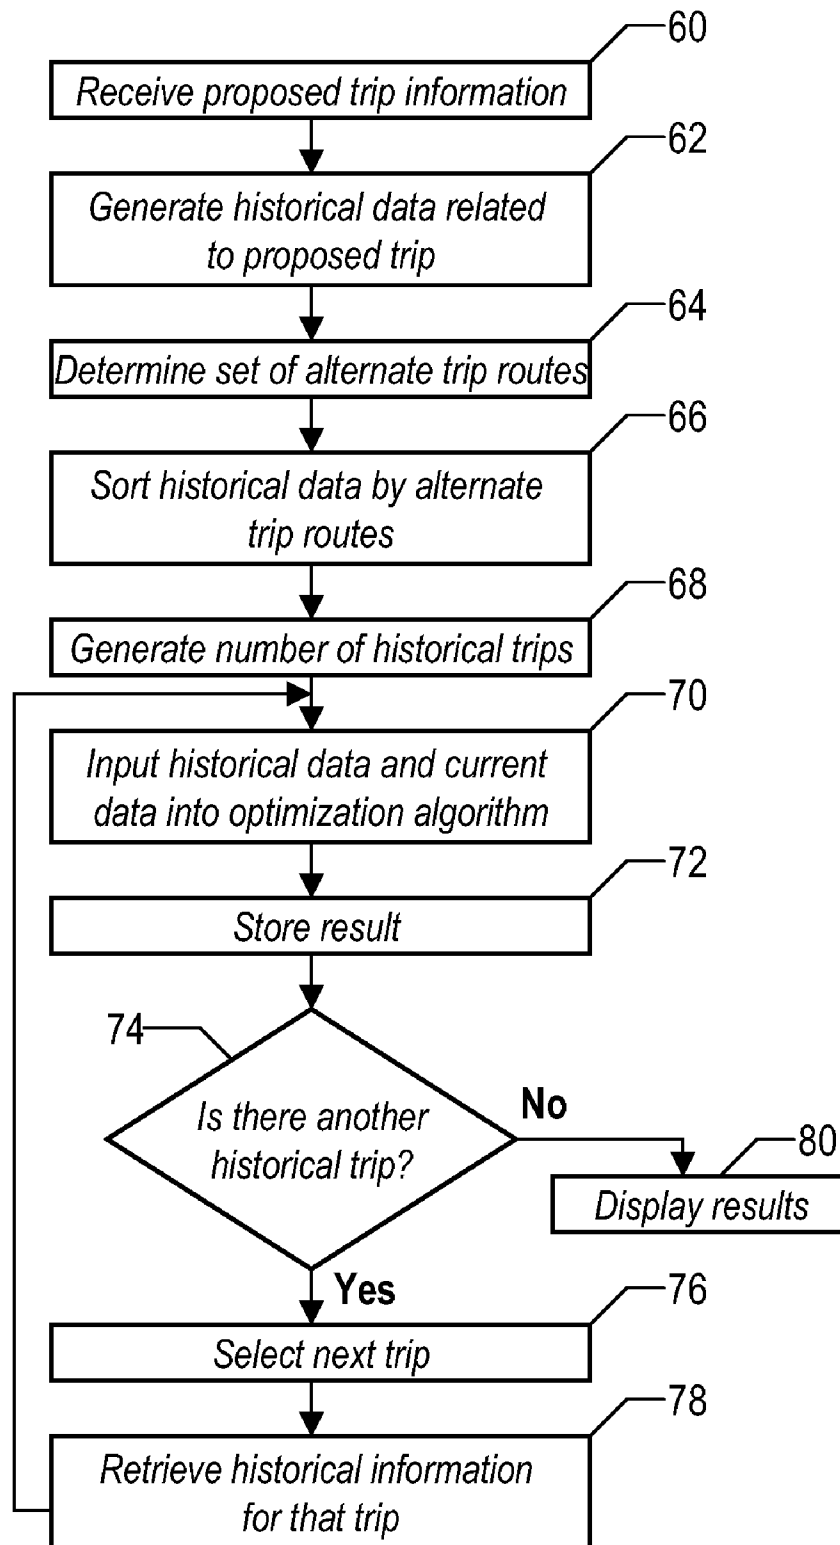 60
Receive proposed trip information
62
Generate historical data related
to proposed trip
64
Determine set of alternate trip routes
66
Sort historical data by alternate
trip routes
68
Generate number of historical trips
70
Input historical data and current
data into optimization algorithm
72
Store result
74
Is there another
historical trip?
No
80
Display results
Yes
76
Select next trip
78
Retrieve historical information
for that trip